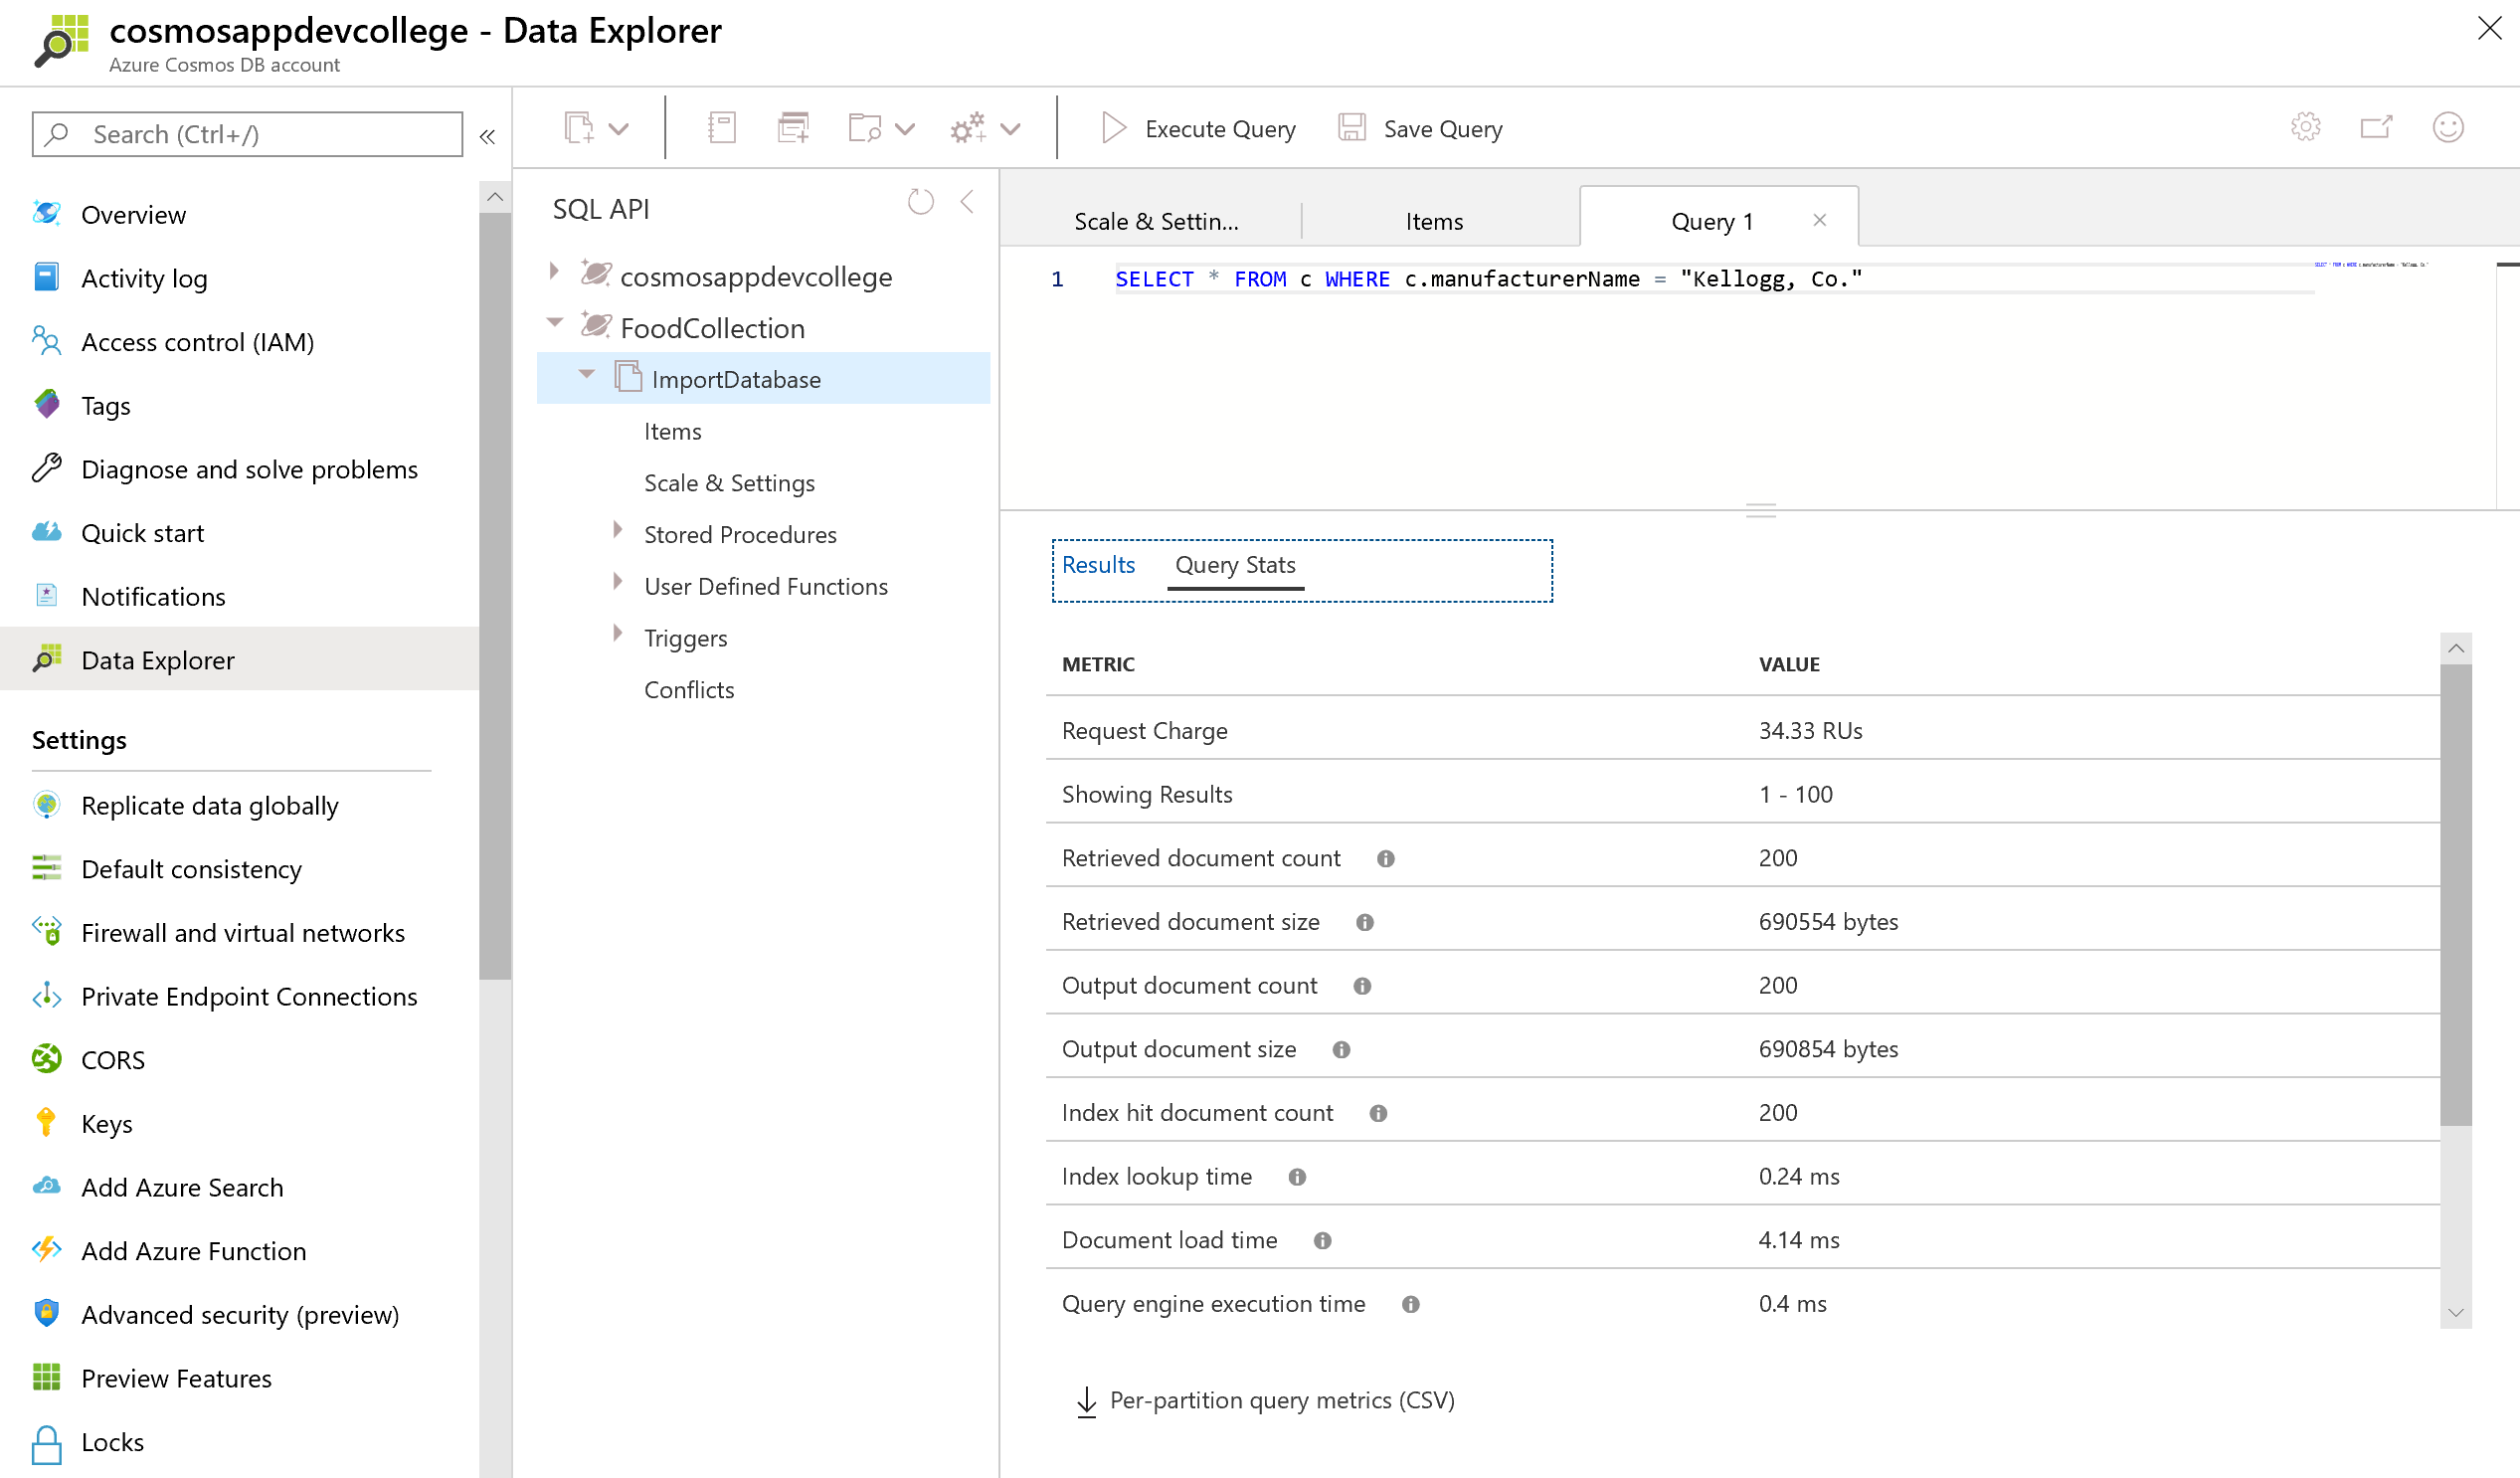 cosmosappdevcollege - Data Explorer
Azure Cosmos DB account
Search (Ctrl+/)
Overview
Activity log
Access control (IAM)
Tags
Diagnose and solve problems
Quick start
Notifications
Data Explorer
Settings
Replicate data globally
Default consistency
Firewall and virtual networks
Private Endpoint Connections
CORS
Keys
Add Azure Search
Add Azure Function
Advanced security (preview)
Preview Features
Locks
Execute Query
Save Query
SQL API
cosmosappdevcollege
FoodCollection
ImportDatabase
Items
Scale & Settings
Stored Procedures
User Defined Functions
Triggers
Conflicts
Scale & Settin...
Items
Query 1
1 SELECT * FROM c WHERE c.manufacturerName = "Kellogg, Co."
SELECT * FROM c WHERE c.manufacturerName = "Kellogg, Co."
Results
Query Stats
METRIC VALUE
Request Charge 34.33 RUs
Showing Results 1 - 100
Retrieved document count 200
Retrieved document size 690554 bytes
Output document count 200
Output document size 690854 bytes
Index hit document count 200
Index lookup time 0.24 ms
Document load time 4.14 ms
Query engine execution time 0.4 ms
Per-partition query metrics (CSV)